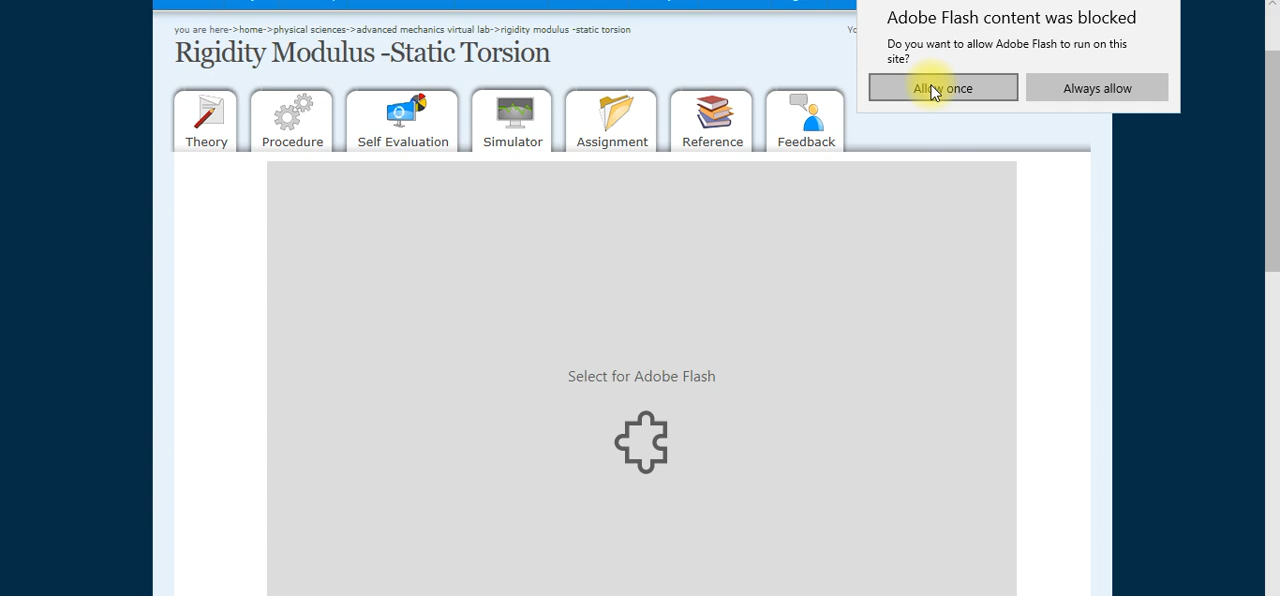 you are here->home->physical sciences->advanced mechanics virtual lab->rigidity modulus -static torsion
Rigidity Modulus -Static Torsion
Theory
Procedure
Self Evaluation
Simulator
Assignment
Reference
Feedback
Adobe Flash content was blocked
Do you want to allow Adobe Flash to run on this
site?
Allow once
Always allow
Select for Adobe Flash